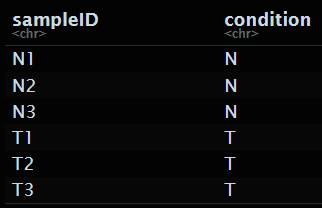 sampleID condition
<chr> <chr>
N1 N
N2 N
N3 N
T1 T
T2 T
T3 T